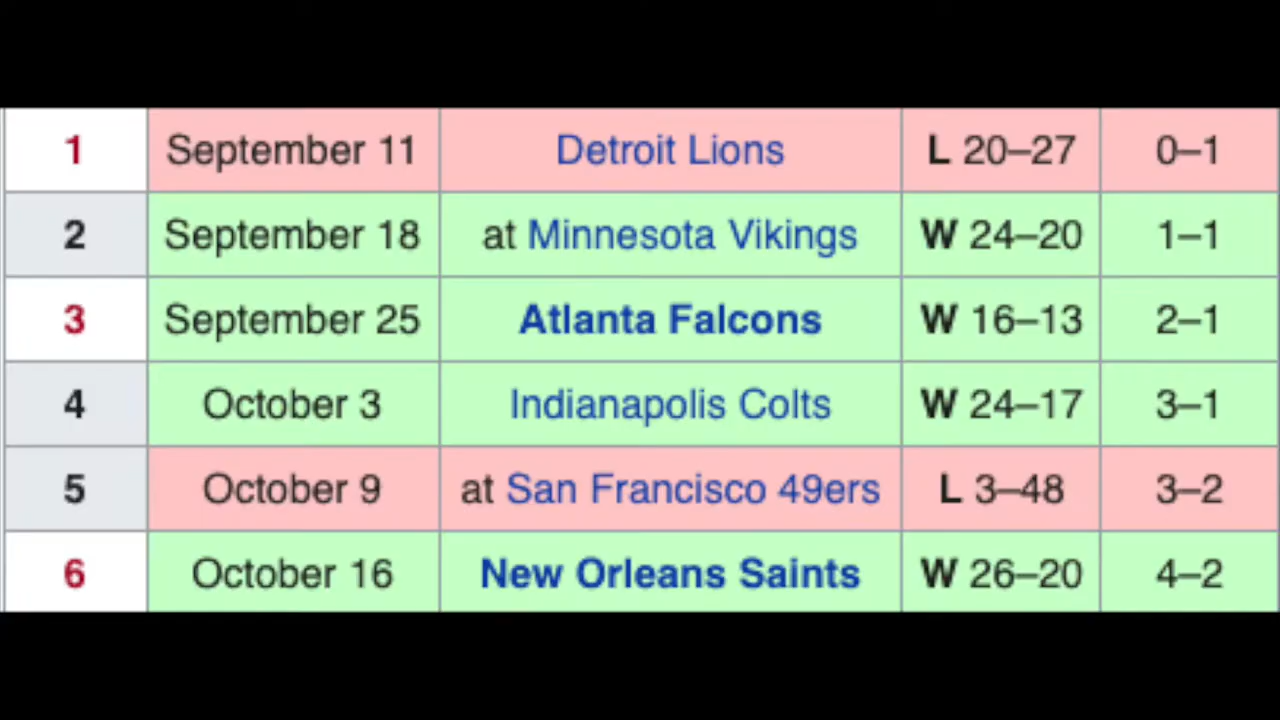 1 September 11 Detroit Lions L 20–27 0–1
2 September 18 at Minnesota Vikings W 24–20 1–1
3 September 25 Atlanta Falcons W 16–13 2–1
4 October 3 Indianapolis Colts W 24–17 3–1
5 October 9 at San Francisco 49ers L 3–48 3–2
6 October 16 New Orleans Saints W 26–20 4–2